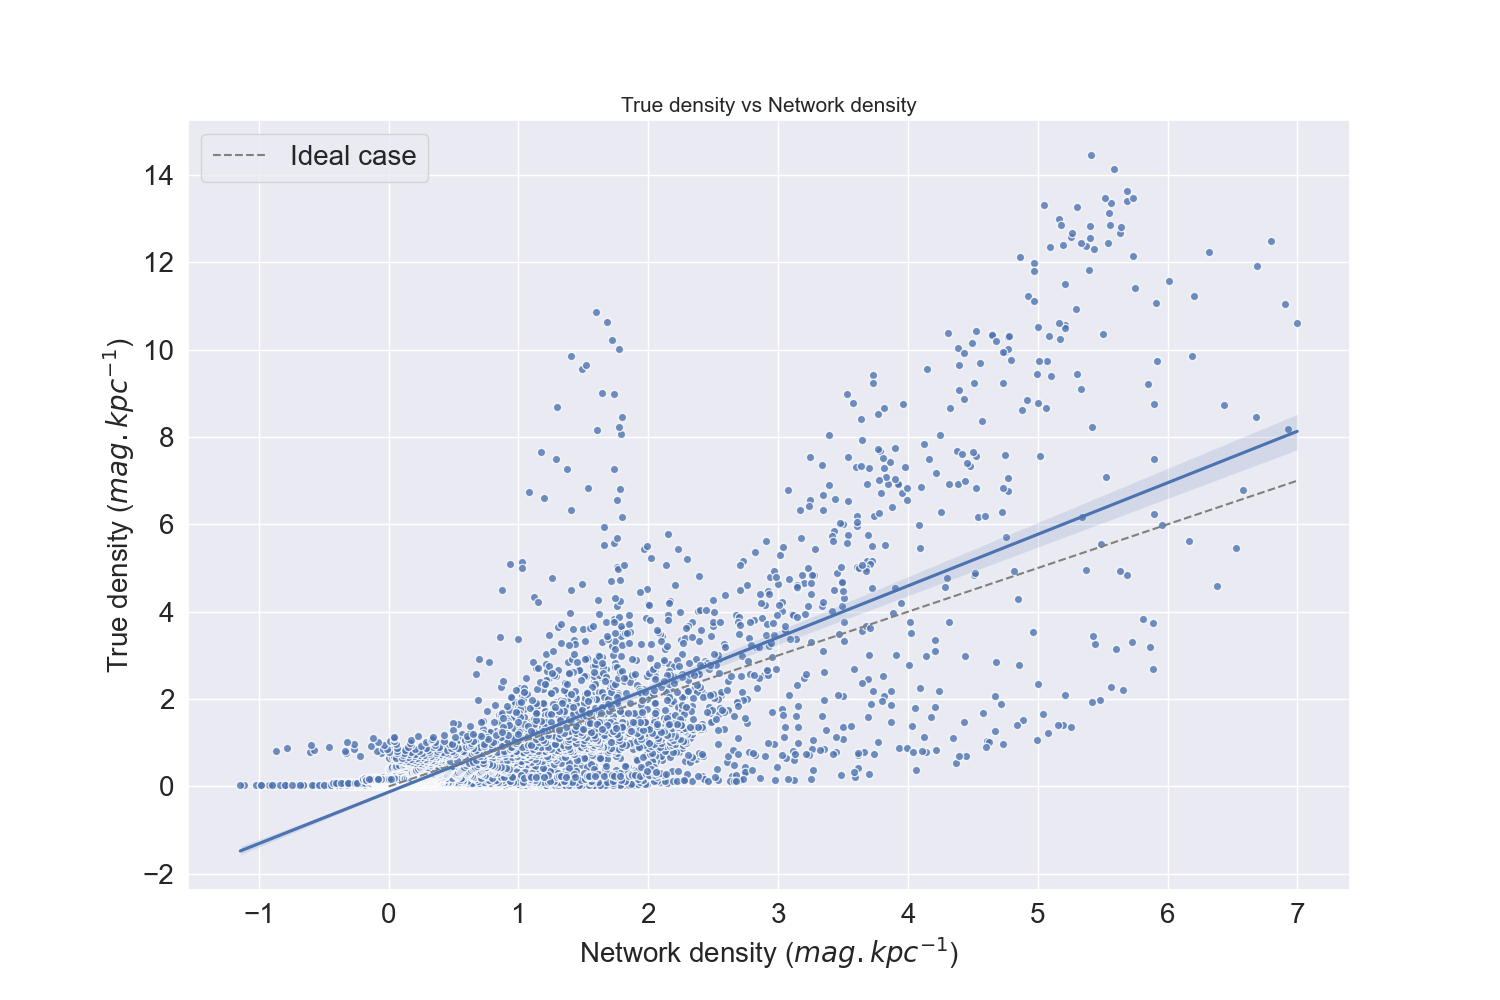 True density vs Network density
Ideal case
14
12
10
8
6
4
2
0
−2
True density (mag. kpc⁻¹)
−1 0 1 2 3 4 5 6 7
Network density (mag. kpc⁻¹)